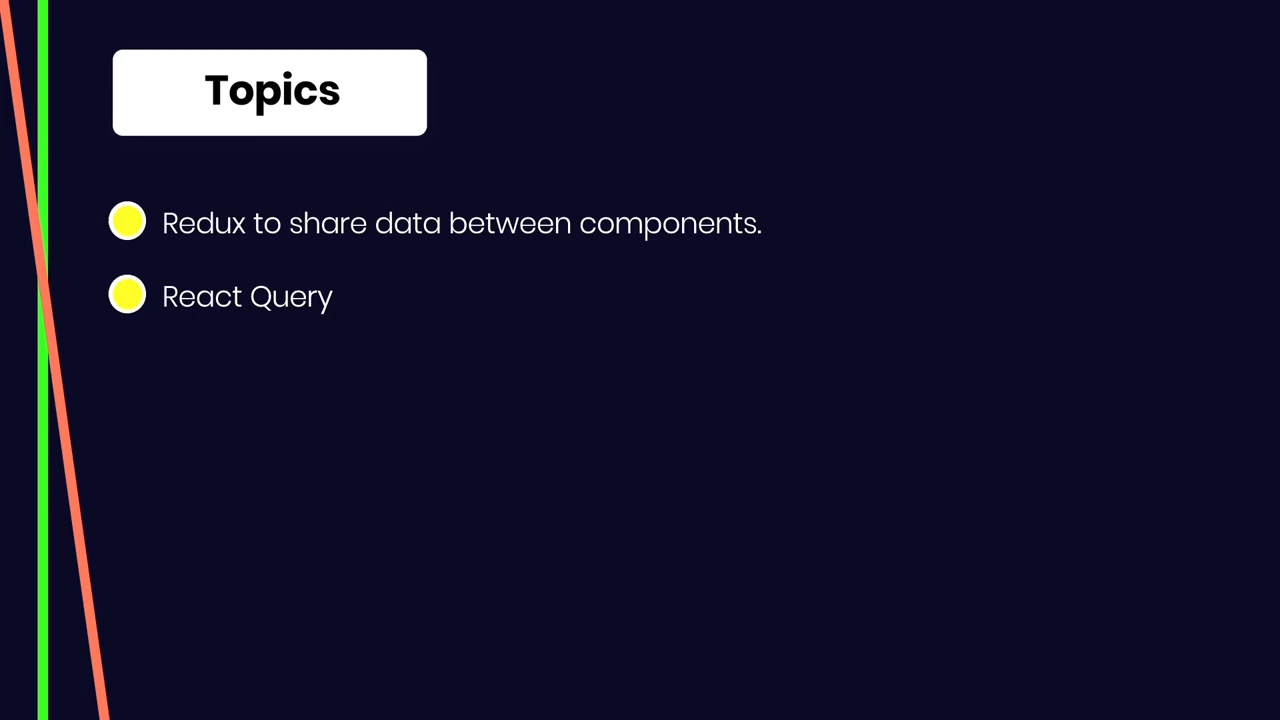 Topics
Redux to share data between components.
React Query